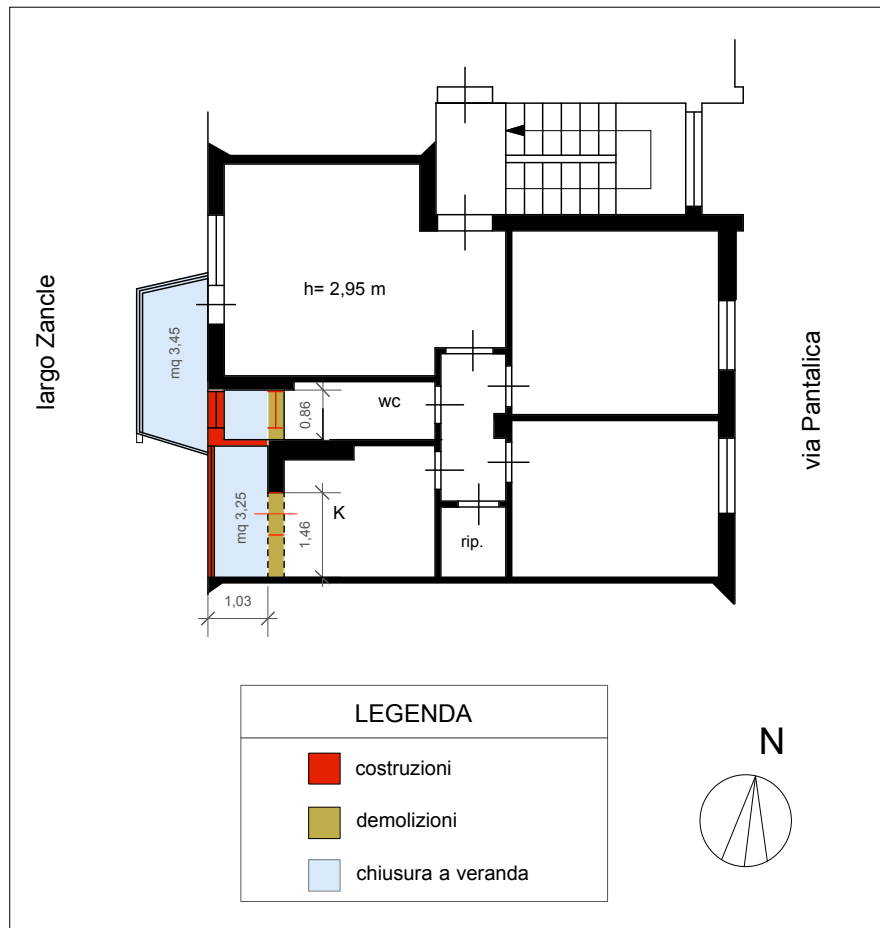 h= 2,95 m
largo Zancle
mq 3,45
wc
0,86
via Pantalica
mq 3,25
K
1,46
rip.
1,03
LEGENDA
costruzioni
demolizioni
chiusura a veranda
N